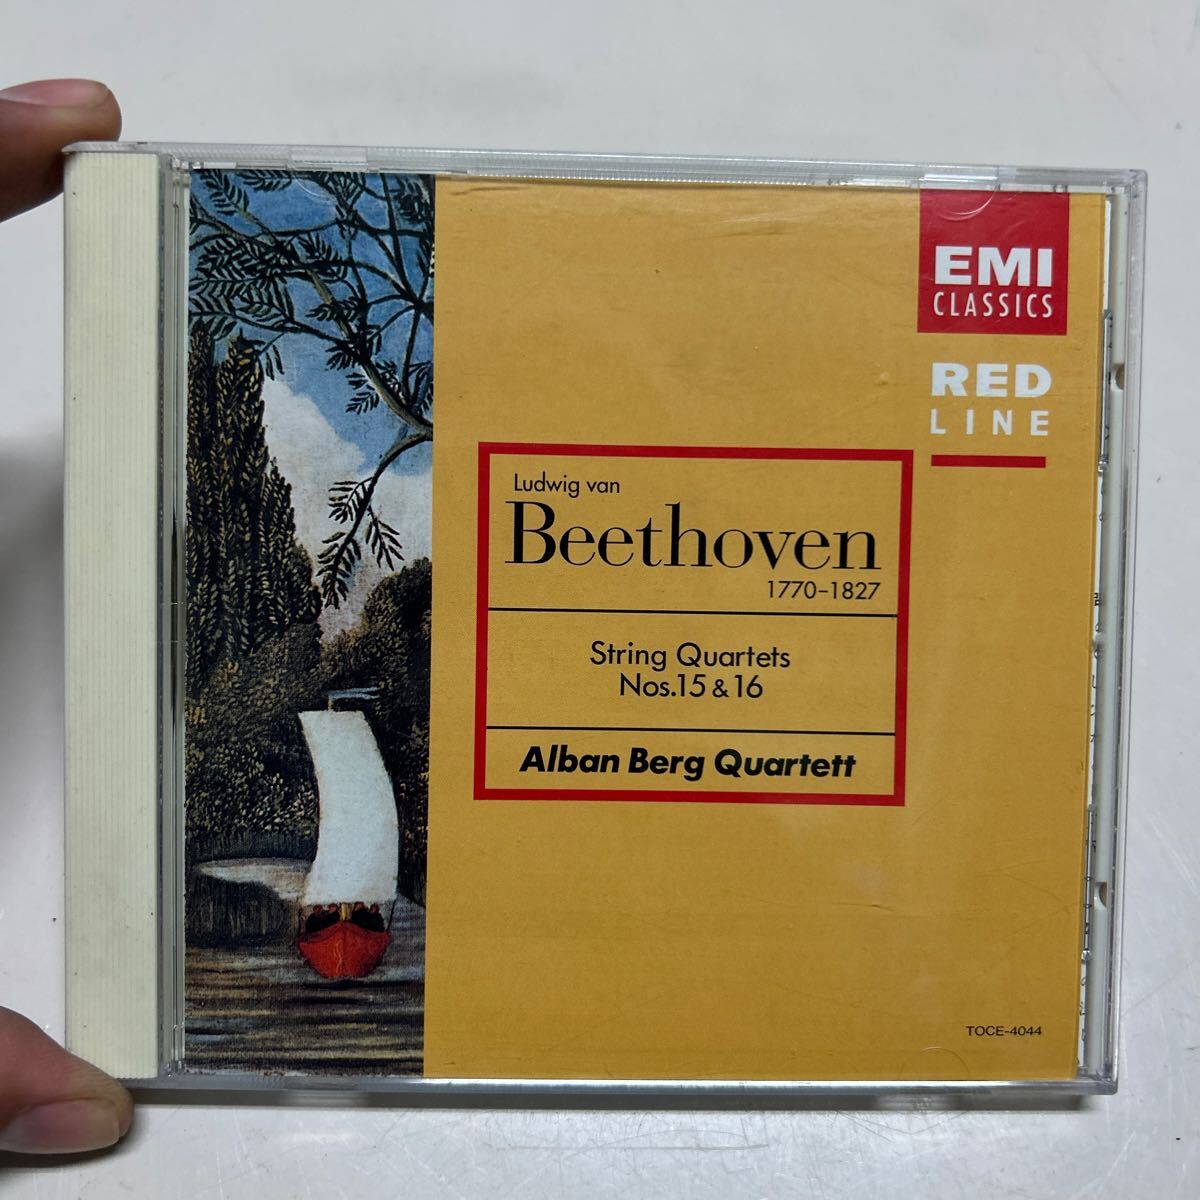 EMI
CLASSICS
RED
LINE
Ludwig van
Beethoven
1770-1827
String Quartets
Nos.15 & 16
Alban Berg Quartett
TOCE-4044